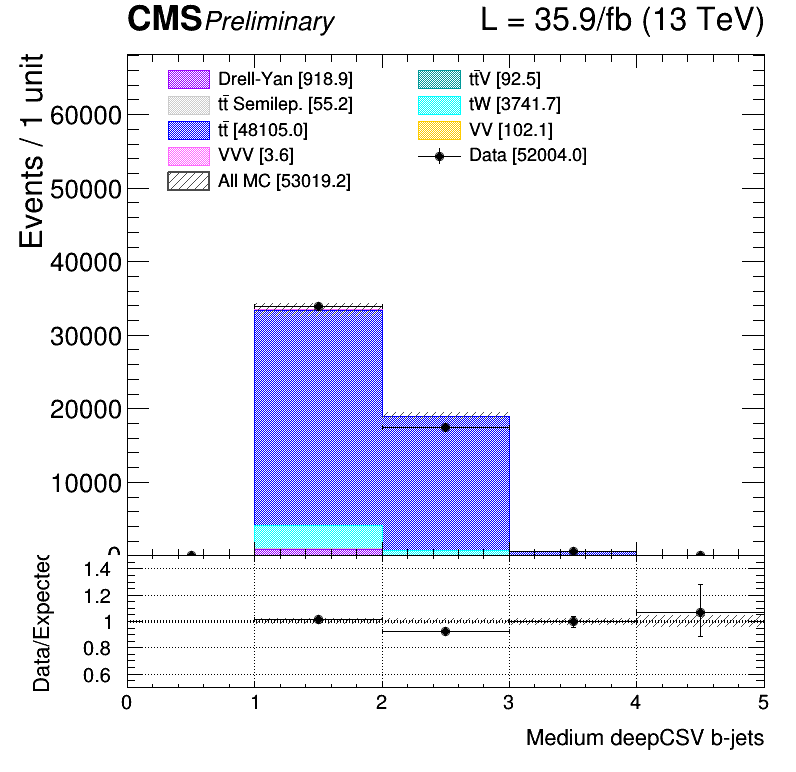 CMS Preliminary L = 35.9/fb (13 TeV)
Events / 1 unit
Drell-Yan [918.9]
tt̄ Semilep. [55.2]
tt̄ [48105.0]
VVV [3.6]
All MC [53019.2]
tt̄V [92.5]
tW [3741.7]
VV [102.1]
Data [52004.0]
60000
50000
40000
30000
20000
10000
0
Data/Expected
1.4
1.2
1
0.8
0.6
0 1 2 3 4 5
Medium deepCSV b-jets